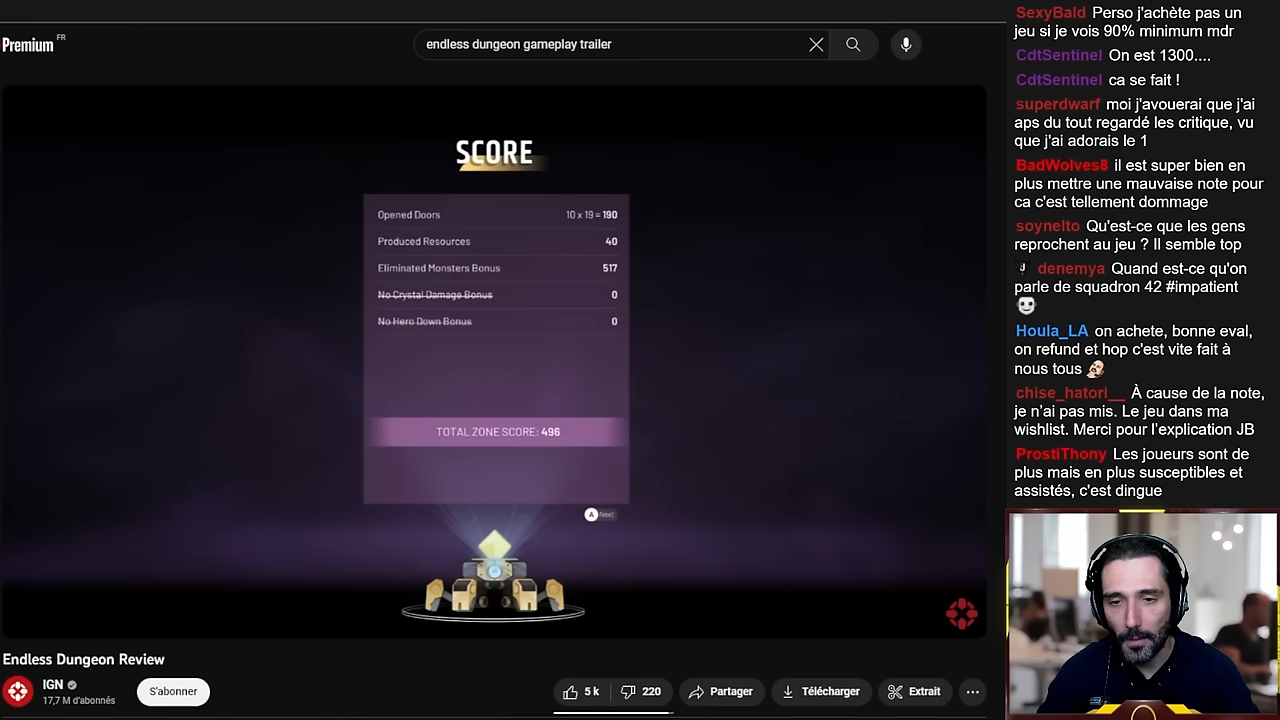 Premium FR
endless dungeon gameplay trailer
SCORE
Opened Doors 10 x 19 = 190
Produced Resources 40
Eliminated Monsters Bonus 517
No Crystal Damage Bonus 0
No Hero Down Bonus 0
TOTAL ZONE SCORE: 496
A Next
Endless Dungeon Review
IGN
17,7 M d'abonnés
S'abonner
5 k
220
Partager
Télécharger
Extrait
SexyBald Perso j'achète pas un
jeu si je vois 90% minimum mdr
CdtSentinel On est 1300....
CdtSentinel ca se fait !
superdwarf moi j'avouerai que j'ai
aps du tout regardé les critique, vu
que j'ai adorais le 1
BadWolves8 il est super bien en
plus mettre une mauvaise note pour
ca c'est tellement dommage
soynelto Qu'est-ce que les gens
reprochent au jeu ? Il semble top
denemya Quand est-ce qu'on
parle de squadron 42 #impatient
Houla_LA on achete, bonne eval,
on refund et hop c'est vite fait à
nous tous
chise_hatori__ À cause de la note,
je n'ai pas mis. Le jeu dans ma
wishlist. Merci pour l'explication JB
ProstiThony Les joueurs sont de
plus mais en plus susceptibles et
assistés, c'est dingue